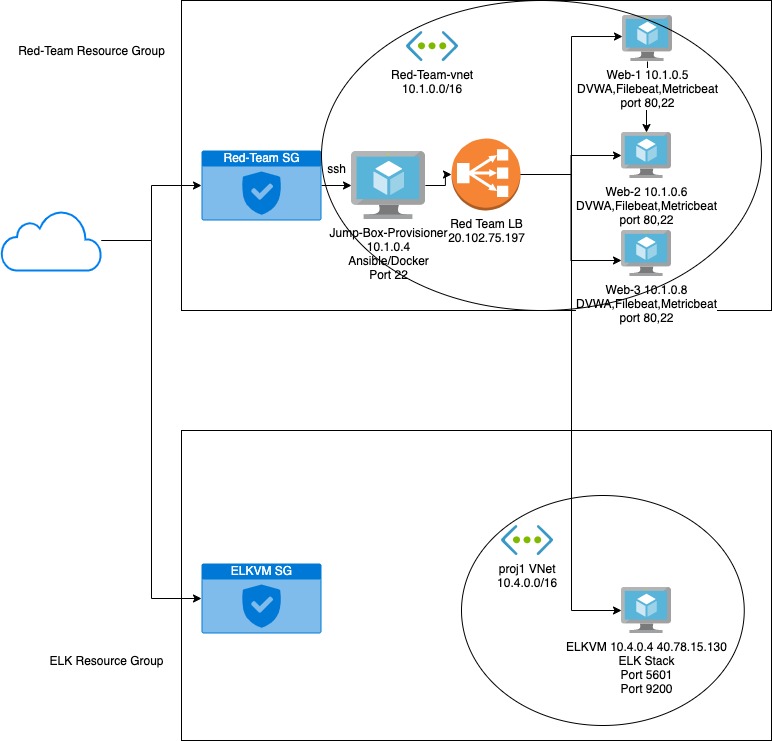 Red-Team Resource Group
Red-Team-vnet
10.1.0.0/16
Web-1 10.1.0.5
DVWA,Filebeat,Metricbeat
port 80,22
Red-Team SG
ssh
Jump-Box-Provisioner
10.1.0.4
Ansible/Docker
Port 22
Red Team LB
20.102.75.197
Web-2 10.1.0.6
DVWA,Filebeat,Metricbeat
port 80,22
Web-3 10.1.0.8
DVWA,Filebeat,Metricbeat
port 80,22
ELKVM SG
proj1 VNet
10.4.0.0/16
ELKVM 10.4.0.4 40.78.15.130
ELK Stack
Port 5601
Port 9200
ELK Resource Group